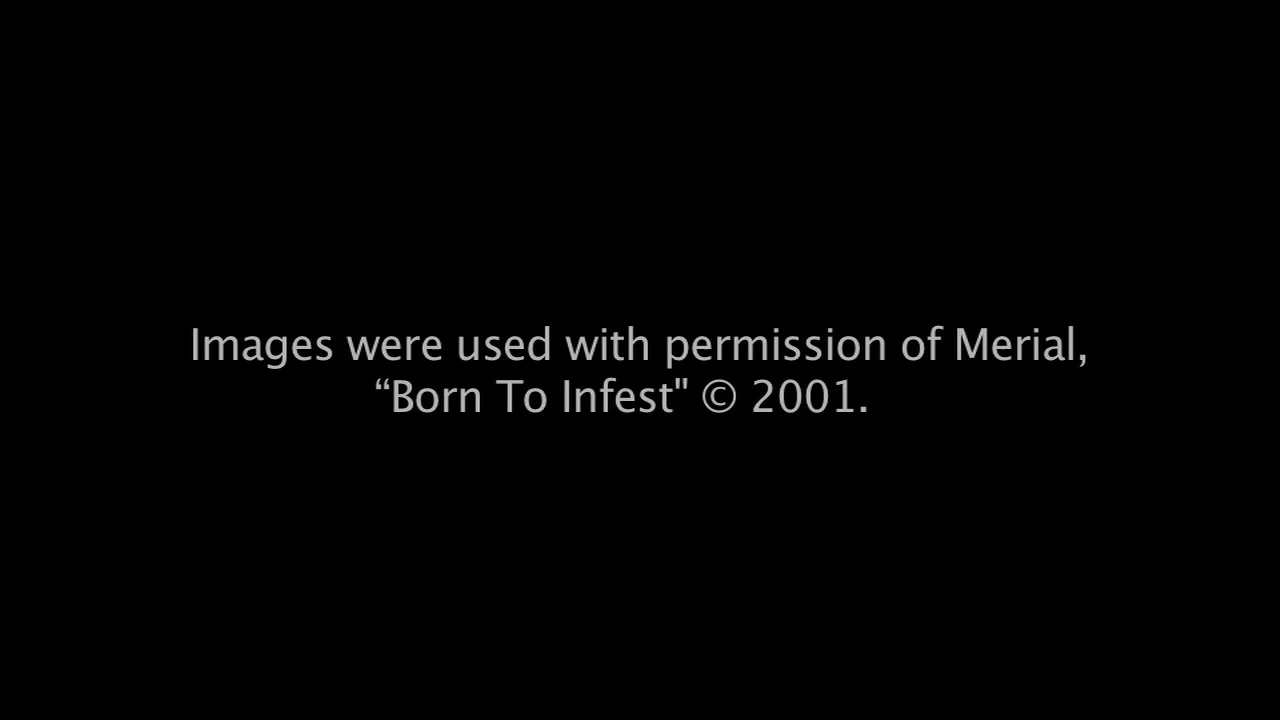 Images were used with permission of Merial,
“Born To Infest" © 2001.